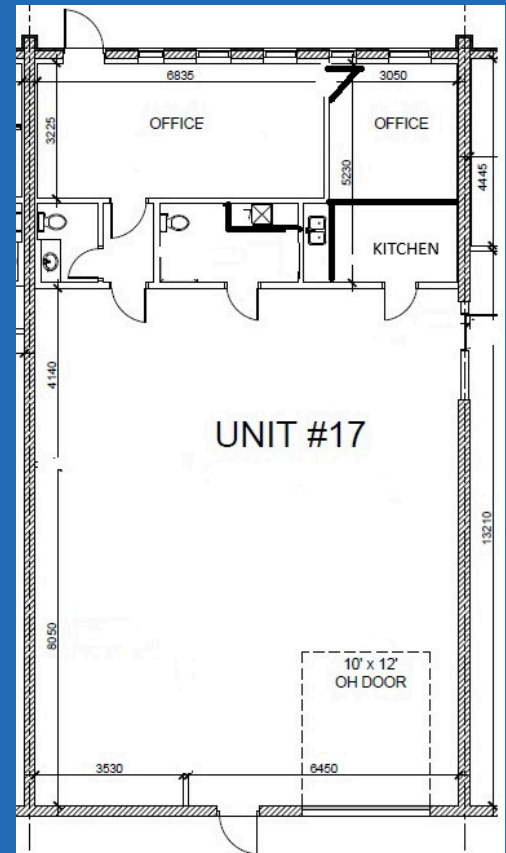 6835
3050
OFFICE
OFFICE
3225
5230
4445
KITCHEN
4140
UNIT #17
13210
8050
10' x 12'
OH DOOR
3530
6450